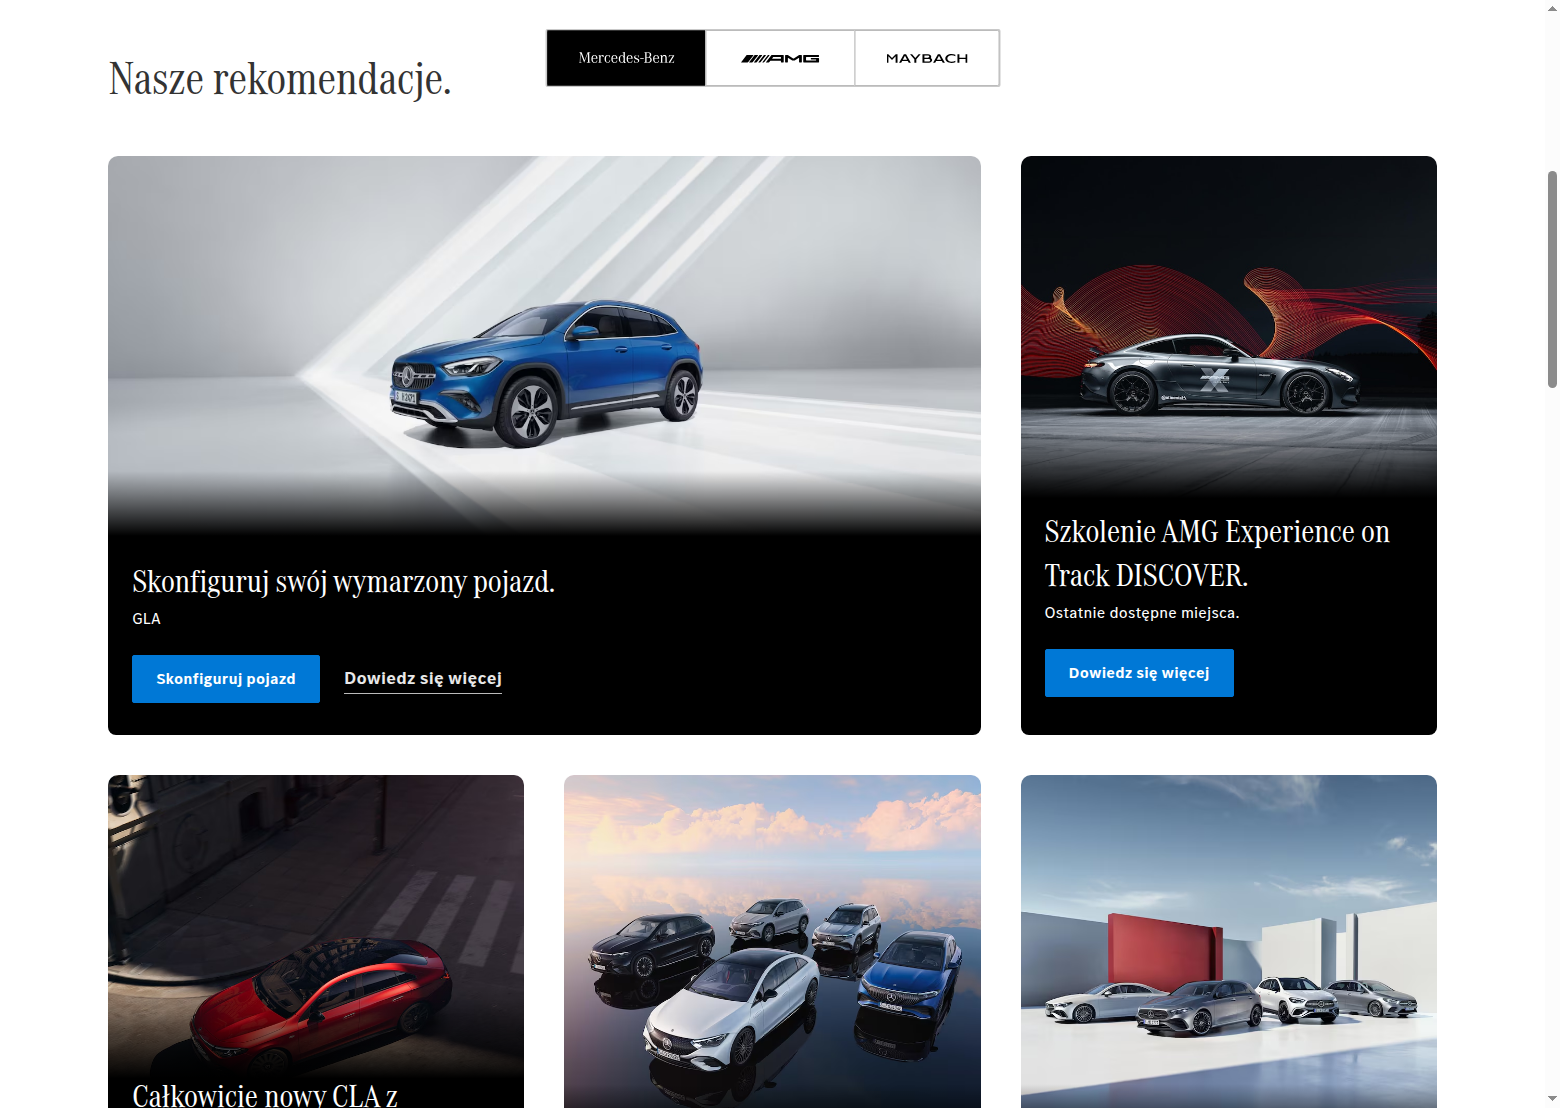 Nasze rekomendacje.
Mercedes-Benz
AMG
MAYBACH
Skonfiguruj swój wymarzony pojazd.
GLA
Skonfiguruj pojazd
Dowiedz się więcej
AMG
X
Szkolenie AMG Experience on
Track DISCOVER.
Ostatnie dostępne miejsca.
Dowiedz się więcej
Całkowicie nowy CLA z